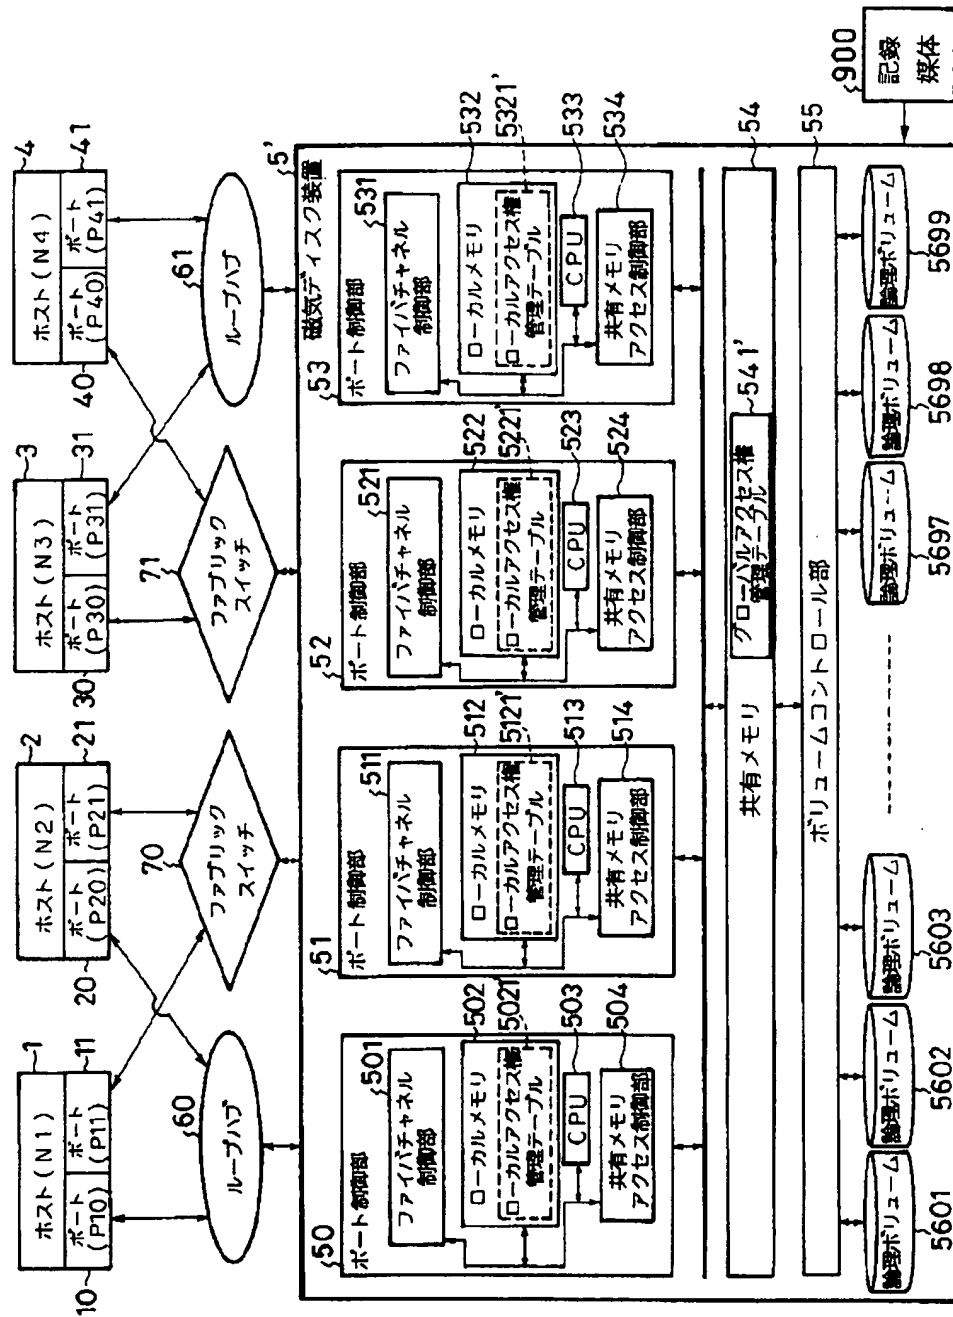 1
ホスト(N1)
ポート
(P10)
ポート
(P11)
10
11
2
ホスト(N2)
ポート
(P20)
ポート
(P21)
20
21
3
ホスト(N3)
ポート
(P30)
ポート
(P31)
30
31
4
ホスト(N4)
ポート
(P40)
ポート
(P41)
40
41
60
ループハブ
70
ファブリック
スイッチ
71
ファブリック
スイッチ
61
ループハブ
磁気ディスク装置
5'
50
ポート制御部
501
ファイバチャネル
制御部
502
ローカルメモリ
5021'
ローカルアクセス権
管理テーブル
503
CPU
504
共有メモリ
アクセス制御部
51
ポート制御部
511
ファイバチャネル
制御部
512
ローカルメモリ
5121'
ローカルアクセス権
管理テーブル
513
CPU
514
共有メモリ
アクセス制御部
52
ポート制御部
521
ファイバチャネル
制御部
522
ローカルメモリ
5221'
ローカルアクセス権
管理テーブル
523
CPU
524
共有メモリ
アクセス制御部
53
ポート制御部
531
ファイバチャネル
制御部
532
ローカルメモリ
5321'
ローカルアクセス権
管理テーブル
533
CPU
534
共有メモリ
アクセス制御部
共有メモリ
54
グローバルアクセス権
管理テーブル
541'
ボリュームコントロール部
55
論理ボリューム
5601
論理ボリューム
5602
論理ボリューム
5603
論理ボリューム
5697
論理ボリューム
5698
論理ボリューム
5699
900
記録
媒体